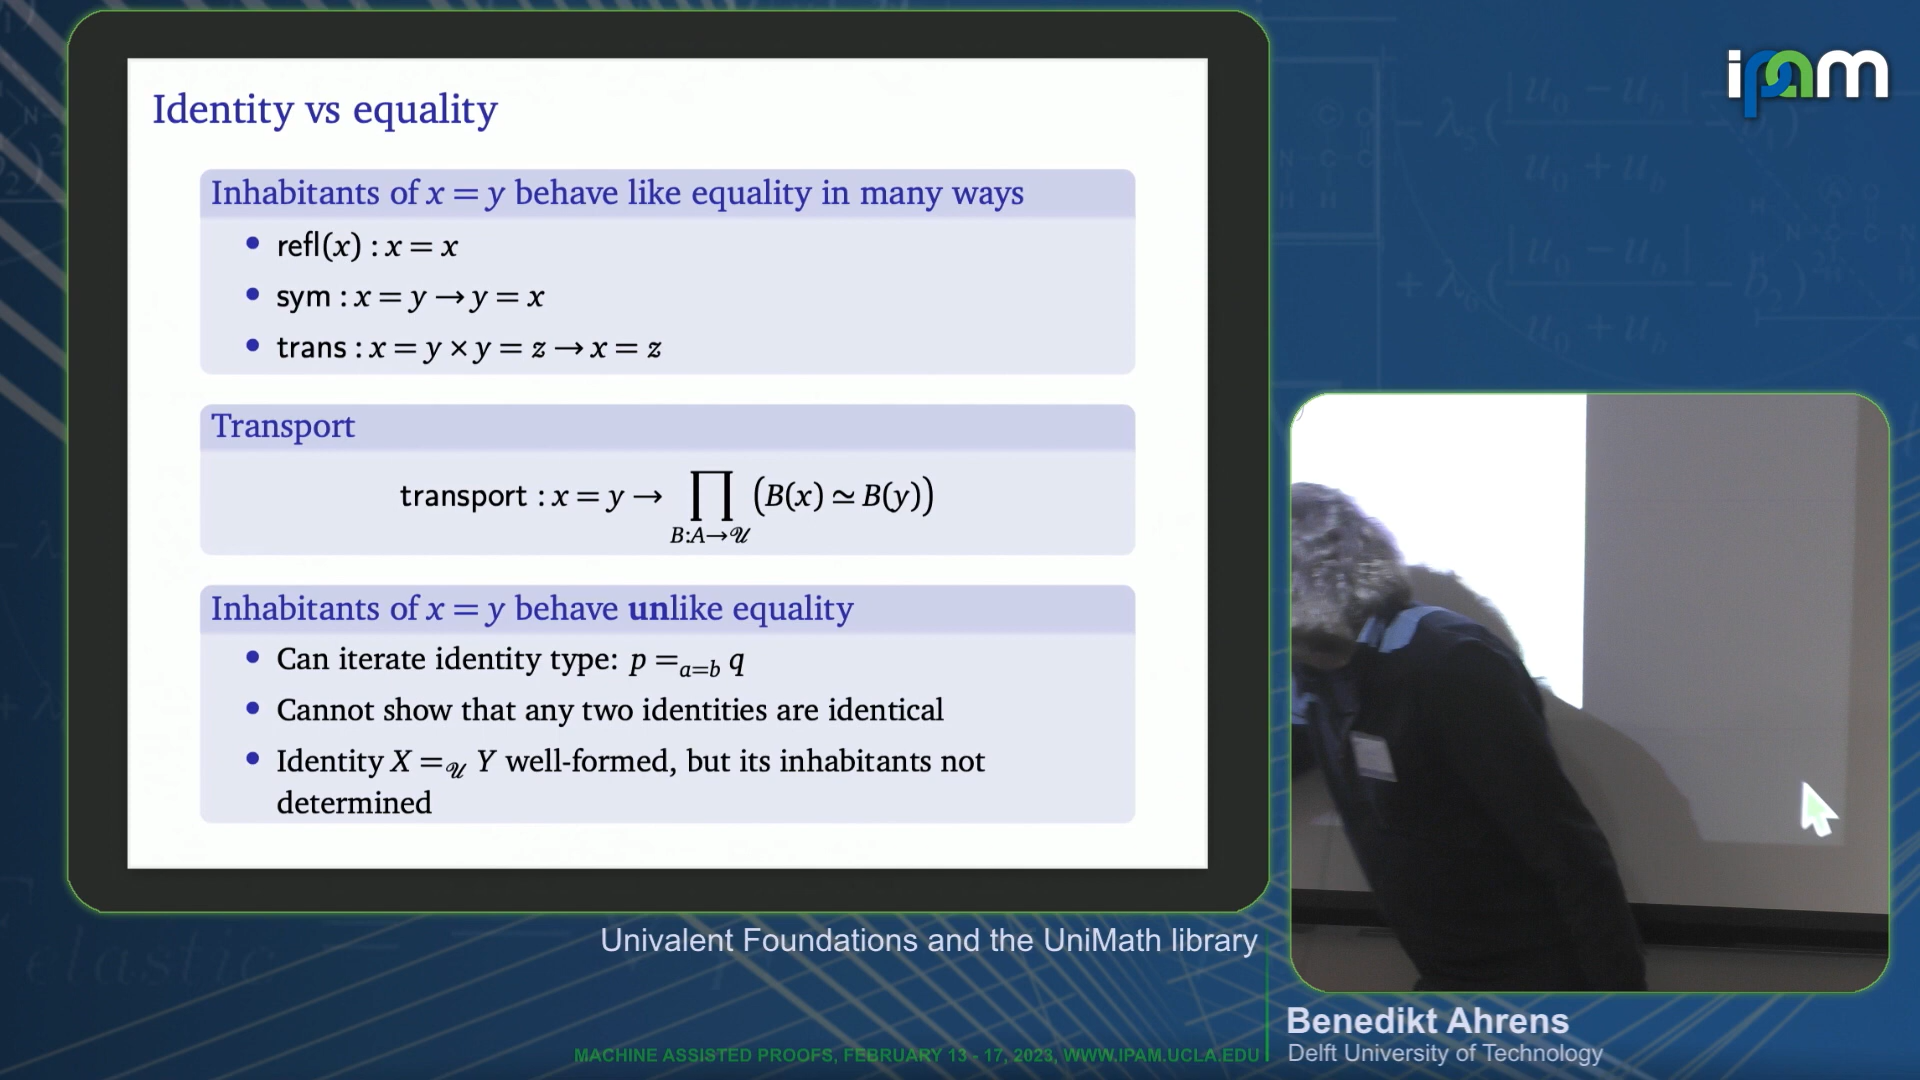 Identity vs equality
Inhabitants of x = y behave like equality in many ways
• refl(x) : x = x
• sym : x = y → y = x
• trans : x = y × y = z → x = z
Transport
transport : x = y → ∏ (B(x) ≃ B(y))
B:A→𝒰
Inhabitants of x = y behave unlike equality
• Can iterate identity type: p =ₐ₌b q
• Cannot show that any two identities are identical
• Identity X =𝒰 Y well-formed, but its inhabitants not
determined
ipam
Univalent Foundations and the UniMath library
Benedikt Ahrens
Delft University of Technology
MACHINE ASSISTED PROOFS, FEBRUARY 13 - 17, 2023, WWW.IPAM.UCLA.EDU
elastic